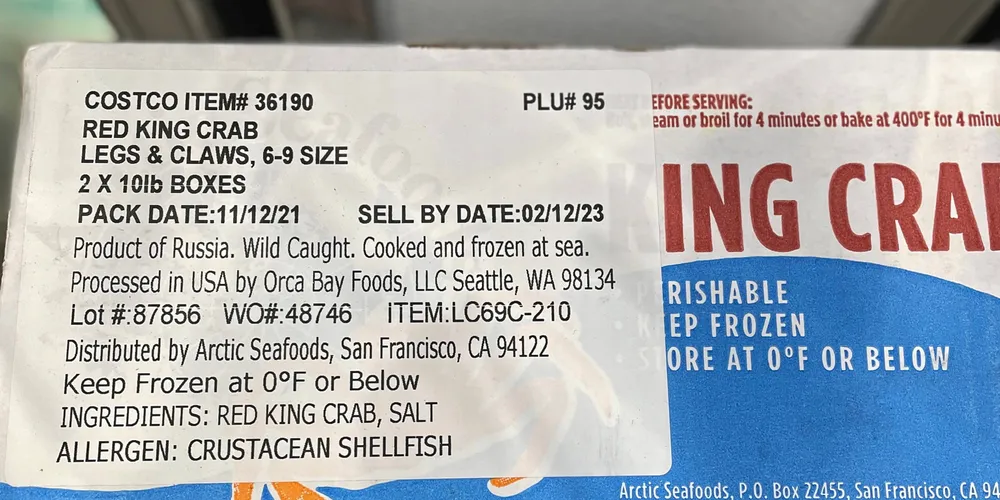 COSTCO ITEM# 36190 PLU# 95
RED KING CRAB
LEGS & CLAWS, 6-9 SIZE
2 X 10lb BOXES
PACK DATE:11/12/21 SELL BY DATE:02/12/23
Product of Russia. Wild Caught. Cooked and frozen at sea.
Processed in USA by Orca Bay Foods, LLC Seattle, WA 98134
Lot #:87856 WO#:48746 ITEM:LC69C-210
Distributed by Arctic Seafoods, San Francisco, CA 94122
Keep Frozen at 0°F or Below
INGREDIENTS: RED KING CRAB, SALT
ALLERGEN: CRUSTACEAN SHELLFISH
EFORE SERVING:
eam or broil for 4 minutes or bake at 400°F for 4 minu
KING CRA
PERISHABLE
KEEP FROZEN
STORE AT 0°F OR BELOW
Arctic Seafoods, P.O. Box 22455, San Francisco, CA 94